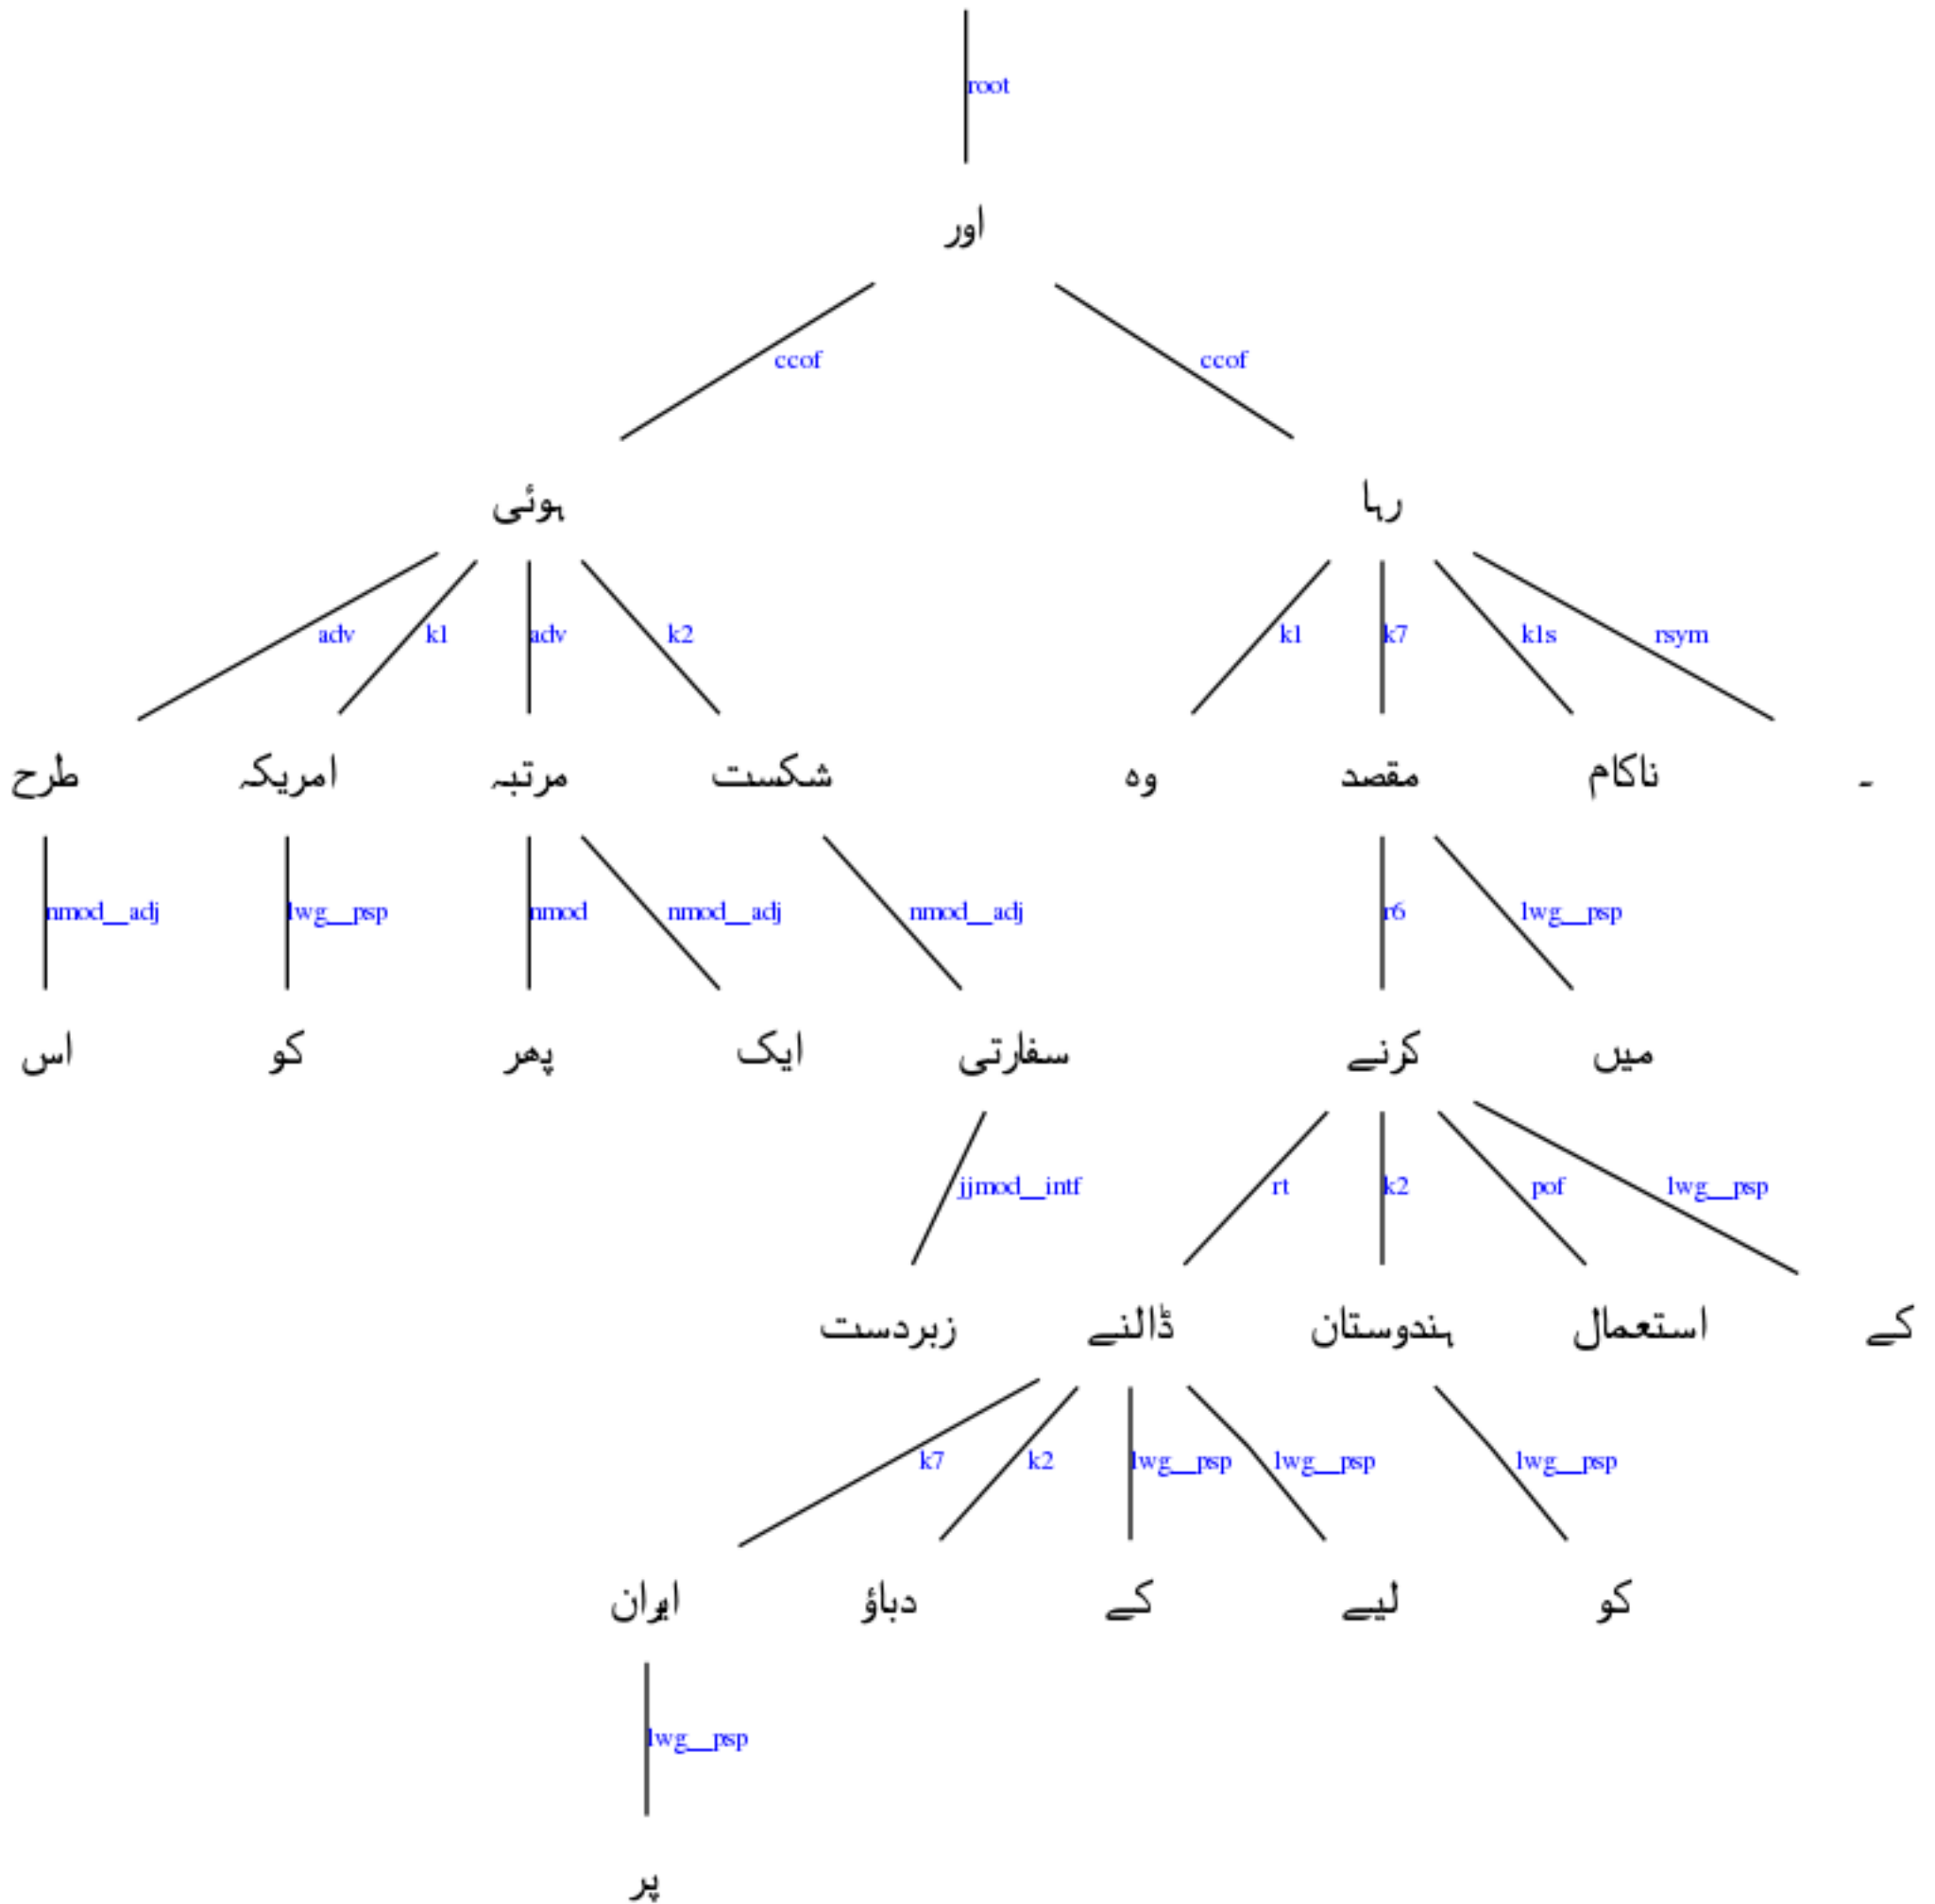 root
اور
ccof ccof
ہوئی رہا
adv k1 adv k2 k1 k7 k1s rsym
طرح امریکہ مرتبہ شکست وہ مقصد ناکام ۔
nmod__adj lwg__psp nmod nmod__adj nmod__adj r6 lwg__psp
اس کو پھر ایک سفارتی کرنے میں
jjmod__intf rt k2 pof lwg__psp
زبردست ڈالنے ہندوستان استعمال کے
k7 k2 lwg__psp lwg__psp lwg__psp
ایران دباؤ کے لیے کو
lwg__psp
پر